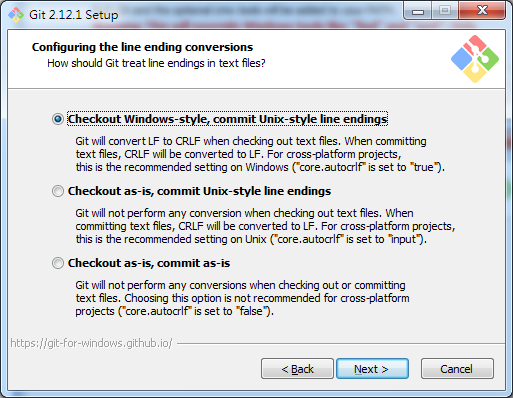 Git 2.12.1 Setup
Configuring the line ending conversions
How should Git treat line endings in text files?
Checkout Windows-style, commit Unix-style line endings
Git will convert LF to CRLF when checking out text files. When committing
text files, CRLF will be converted to LF. For cross-platform projects,
this is the recommended setting on Windows ("core.autocrlf" is set to "true").
Checkout as-is, commit Unix-style line endings
Git will not perform any conversion when checking out text files. When
committing text files, CRLF will be converted to LF. For cross-platform projects,
this is the recommended setting on Unix ("core.autocrlf" is set to "input").
Checkout as-is, commit as-is
Git will not perform any conversions when checking out or committing
text files. Choosing this option is not recommended for cross-platform
projects ("core.autocrlf" is set to "false").
https://git-for-windows.github.io/
< Back
Next >
Cancel